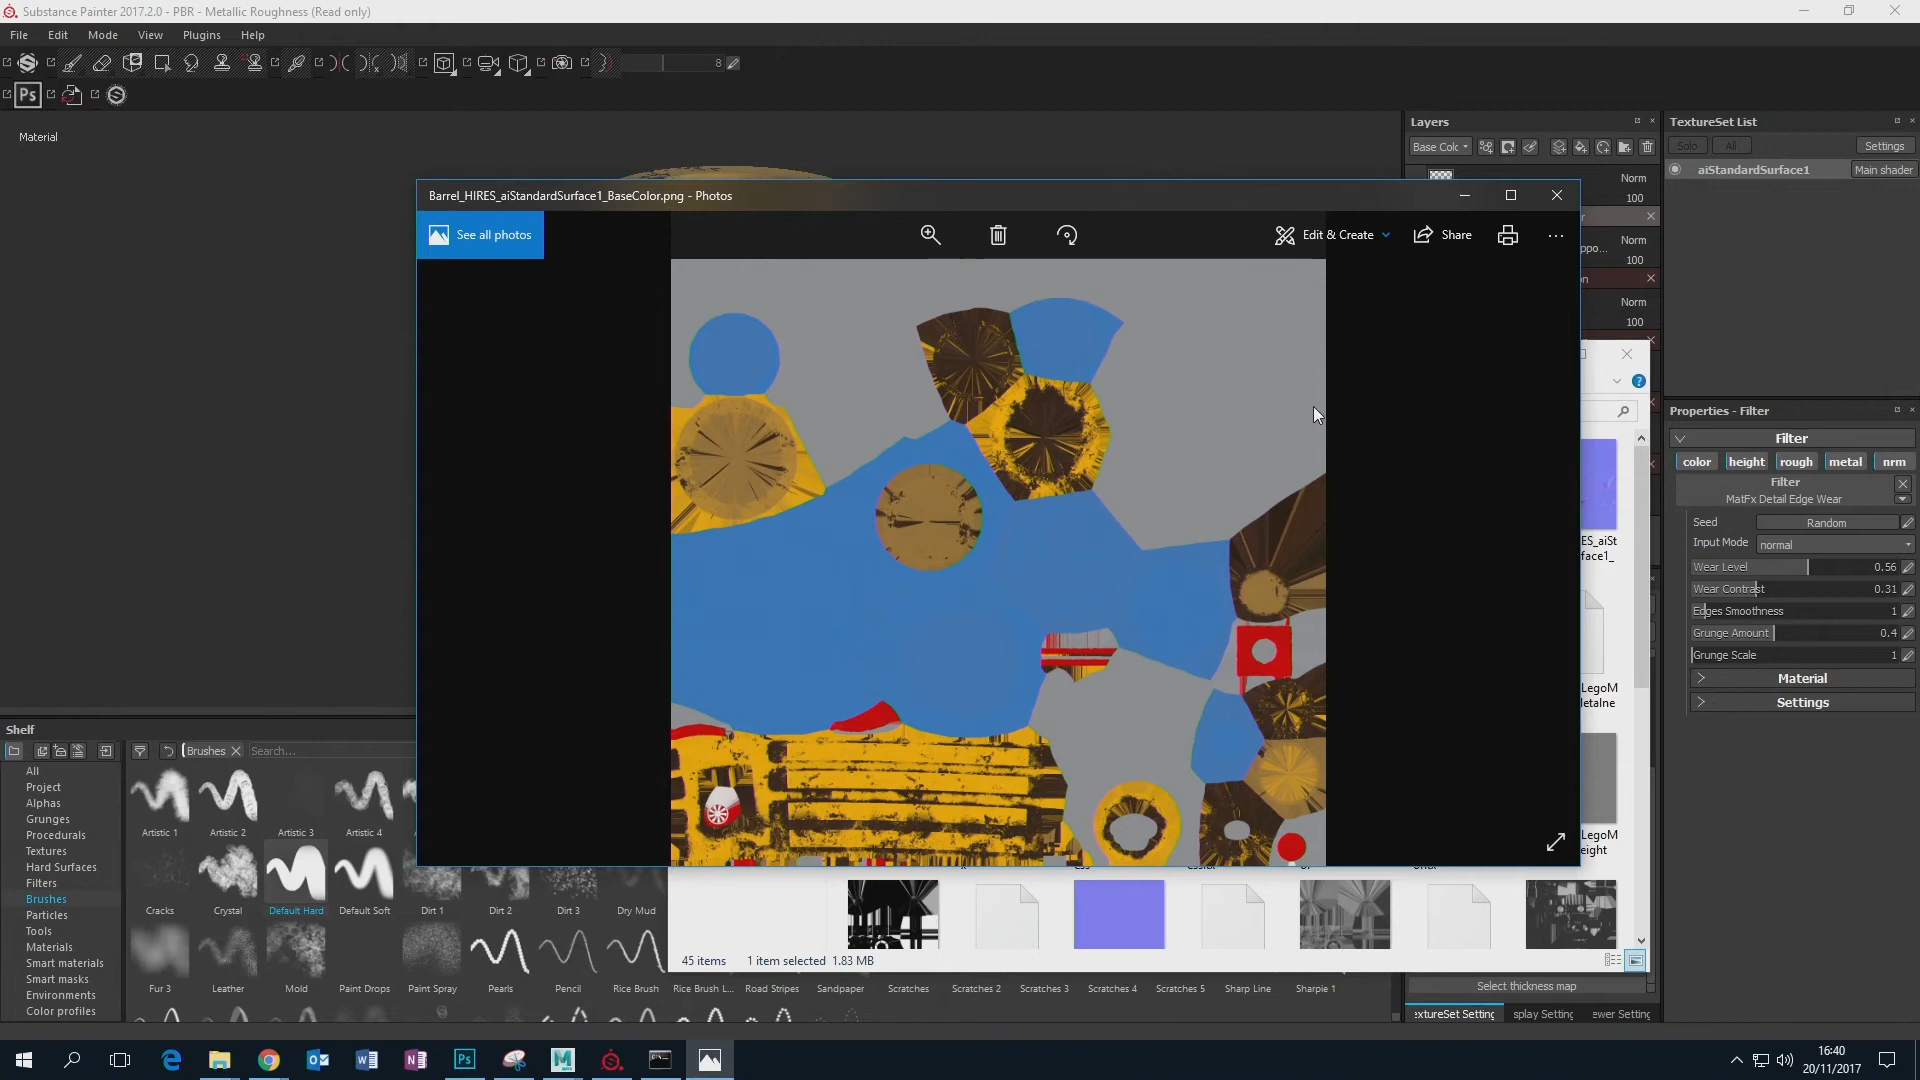 Substance Painter 2017.2.0 - PBR - Metallic Roughness (Read only)
File Edit Mode View Plugins Help
8
Ps
Material
Layers
Base Colc
Norm
100
Norm
100
Norm
100
TextureSet List
Solo All Settings
aiStandardSurface1 Main shader
Barrel_HIRES_aiStandardSurface1_BaseColor.png - Photos
See all photos
Edit & Create Share
Properties - Filter
Filter
color height rough metal nrm
Filter
MatFx Detail Edge Wear
Seed Random
Input Mode normal
Wear Level 0.56
Wear Contrast 0.31
Edges Smoothness 1
Grunge Amount 0.4
Grunge Scale 1
Material
Settings
ES_aiSt
face1_
LegoM
etalne
LegoM
eight
Shelf
Brushes Search...
All
Project
Alphas
Grunges
Procedurals
Textures
Hard Surfaces
Filters
Brushes
Particles
Tools
Materials
Smart materials
Smart masks
Environments
Color profiles
Artistic 1 Artistic 2 Artistic 3 Artistic 4
Cracks Crystal Default Hard Default Soft Dirt 1 Dirt 2 Dirt 3 Dry Mud
Fur 3 Leather Mold Paint Drops Paint Spray Pearls Pencil Rice Brush Rice Brush L... Road Stripes Sandpaper Scratches Scratches 2 Scratches 3 Scratches 4 Scratches 5 Sharp Line Sharpie 1
45 items 1 item selected 1.83 MB
Select thickness map
extureSet Setting splay Setting ewer Setting
16:40
20/11/2017